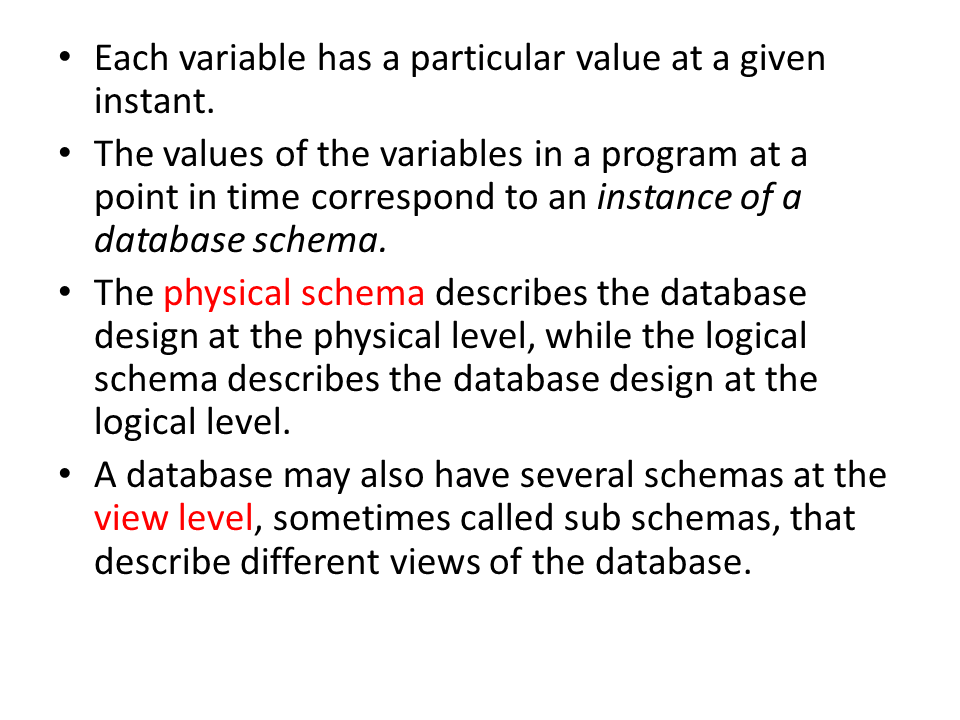 • Each variable has a particular value at a given
instant.
• The values of the variables in a program at a
point in time correspond to an instance of a
database schema.
• The physical schema describes the database
design at the physical level, while the logical
schema describes the database design at the
logical level.
• A database may also have several schemas at the
view level, sometimes called sub schemas, that
describe different views of the database.